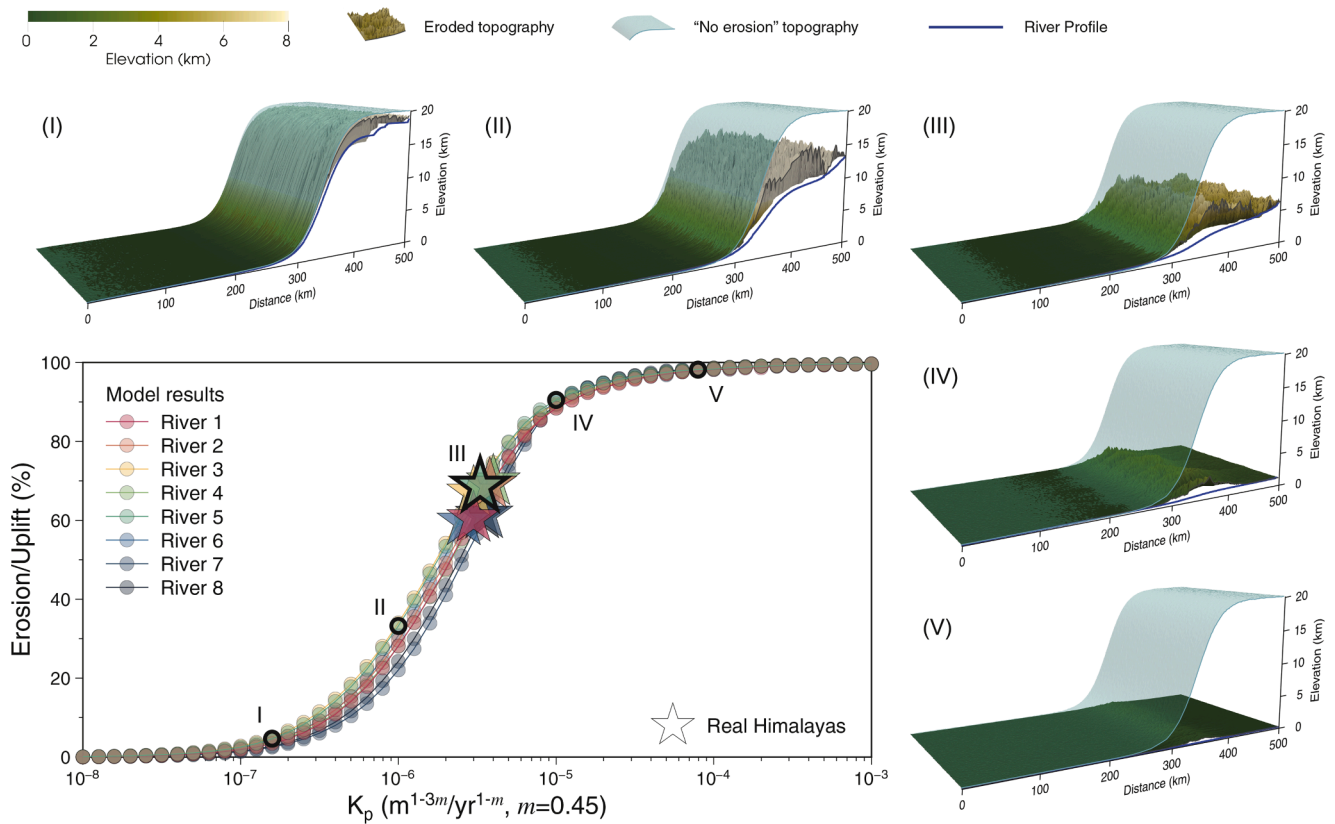 0 2 4 6 8
Elevation (km)
Eroded topography
“No erosion” topography
River Profile
(I)
20
15
10
5
0
Elevation (km)
0 100 200 300 400 500
Distance (km)
(II)
20
15
10
5
0
Elevation (km)
0 100 200 300 400 500
Distance (km)
(III)
20
15
10
5
0
Elevation (km)
0 100 200 300 400 500
Distance (km)
100
80
60
40
20
0
Erosion/Uplift (%)
Model results
River 1
River 2
River 3
River 4
River 5
River 6
River 7
River 8
I
II
III
IV
V
Real Himalayas
10⁻⁸ 10⁻⁷ 10⁻⁶ 10⁻⁵ 10⁻⁴ 10⁻³
Kₚ (m¹⁻³ᵐ/yr¹⁻ᵐ, m=0.45)
(IV)
20
15
10
5
0
Elevation (km)
0 100 200 300 400 500
Distance (km)
(V)
20
15
10
5
0
Elevation (km)
0 100 200 300 400 500
Distance (km)